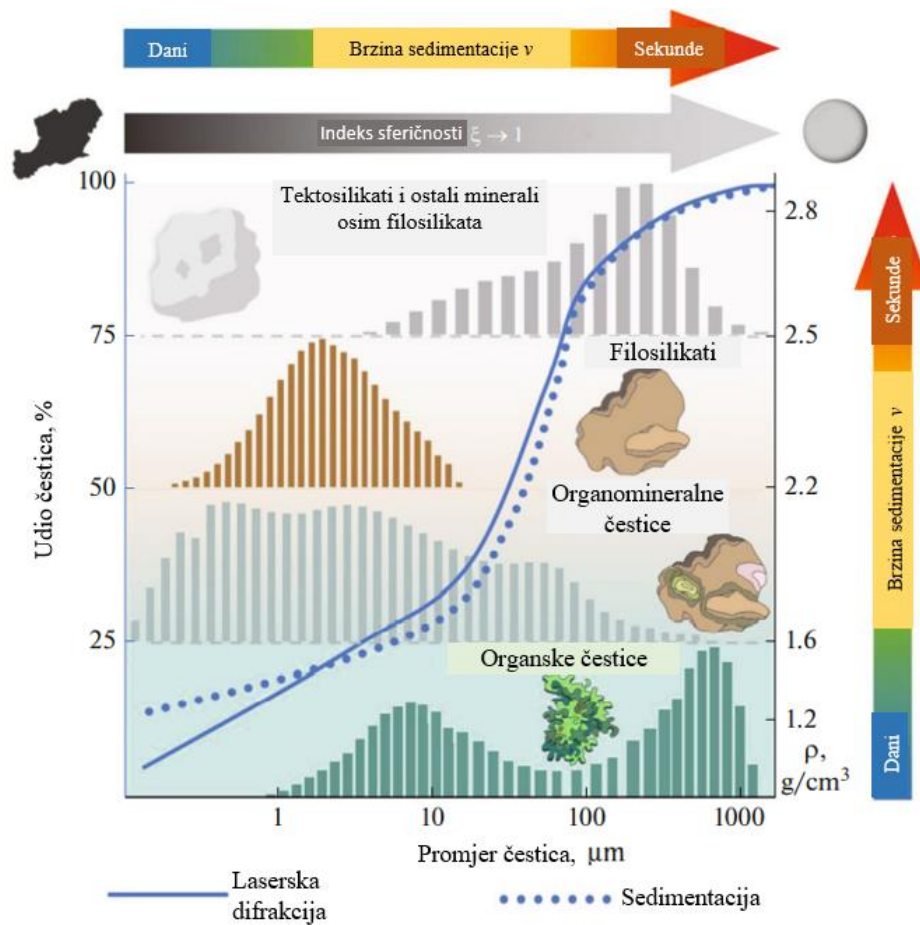 Dani
Brzina sedimentacije v
Sekunde
Indeks sferičnosti ξ → 1
100
Tektosilikati i ostali minerali
osim filosilikata
2.8
Sekunde
75
2.5
Filosilikati
Udio čestica, %
50
2.2
Organomineralne
čestice
Brzina sedimentacije v
25
1.6
Organske čestice
1.2
ρ,
g/cm³
Dani
1
10
100
1000
Promjer čestica, μm
Laserska
difrakcija
Sedimentacija